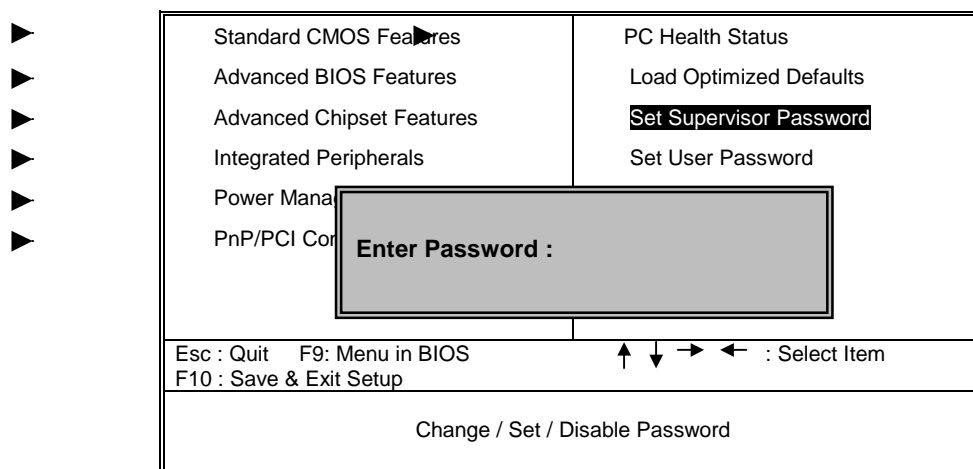 Standard CMOS Features
Advanced BIOS Features
Advanced Chipset Features
Integrated Peripherals
Power Mana
PnP/PCI Con
PC Health Status
Load Optimized Defaults
Set Supervisor Password
Set User Password
Enter Password :
Esc : Quit F9: Menu in BIOS ↑ ↓ → ← : Select Item
F10 : Save & Exit Setup
Change / Set / Disable Password